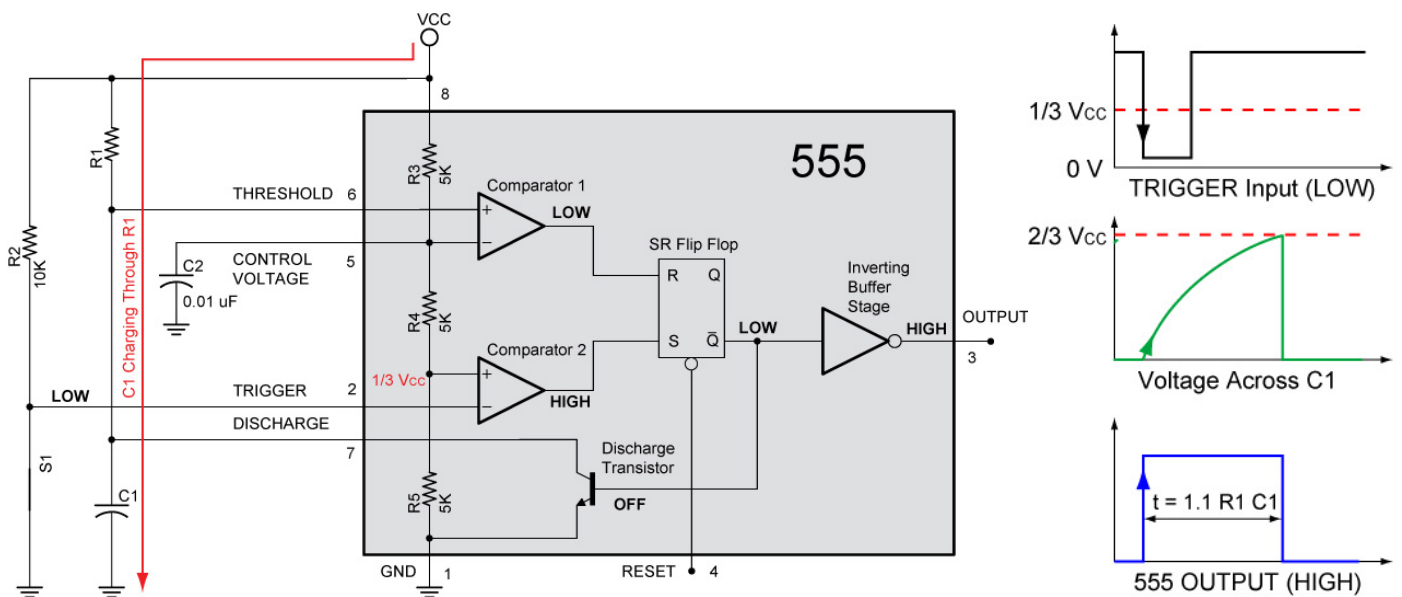 VCC
8
R1
R3
5K
555
THRESHOLD
6
Comparator 1
+
−
LOW
R2
10K
C1 Charging Through R1
C2
0.01 uF
CONTROL
VOLTAGE
5
R4
5K
SR Flip Flop
R
Q
S
Q̅
Inverting
Buffer
Stage
LOW
HIGH
OUTPUT
3
1/3 VCC
Comparator 2
+
−
HIGH
LOW
TRIGGER
2
DISCHARGE
7
Discharge
Transistor
OFF
S1
C1
R5
5K
GND
1
RESET
4
1/3 VCC
0 V
TRIGGER Input (LOW)
2/3 VCC
Voltage Across C1
t = 1.1 R1 C1
555 OUTPUT (HIGH)